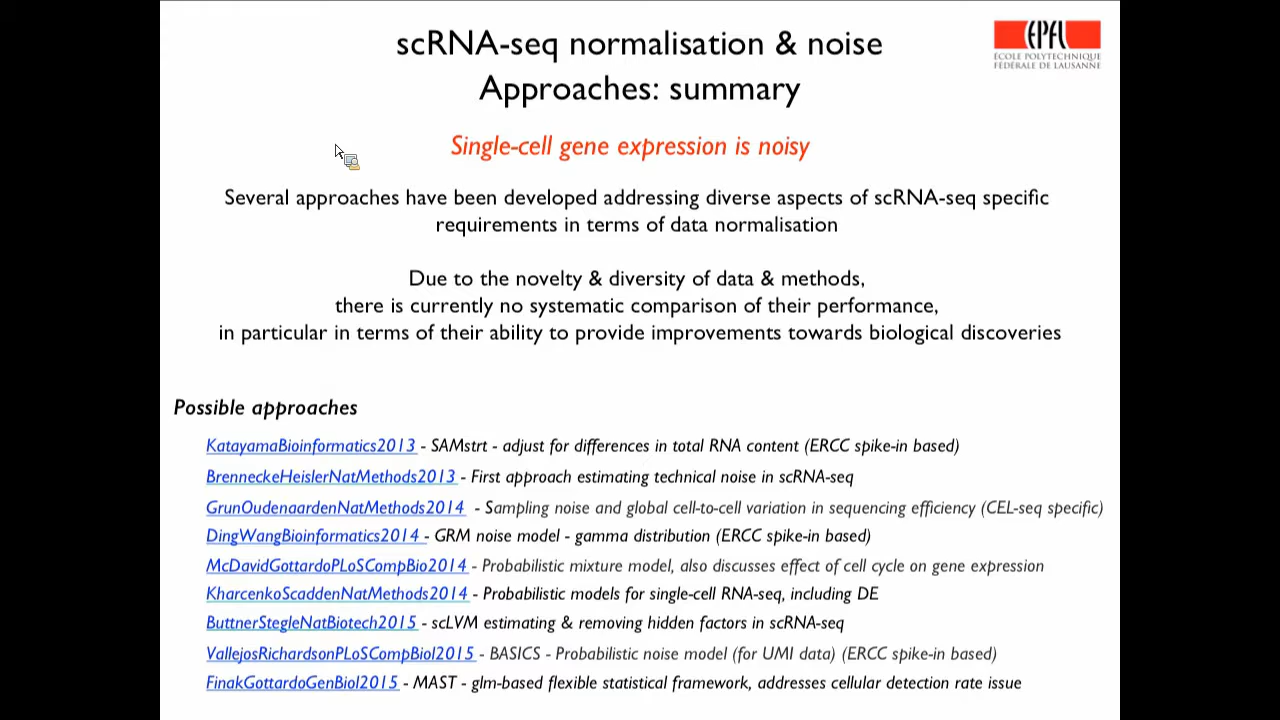 scRNA-seq normalisation & noise
Approaches: summary
EPFL
ÉCOLE POLYTECHNIQUE
FÉDÉRALE DE LAUSANNE
Single-cell gene expression is noisy
Several approaches have been developed addressing diverse aspects of scRNA-seq specific
requirements in terms of data normalisation
Due to the novelty & diversity of data & methods,
there is currently no systematic comparison of their performance,
in particular in terms of their ability to provide improvements towards biological discoveries
Possible approaches
KatayamaBioinformatics2013 - SAMstrt - adjust for differences in total RNA content (ERCC spike-in based)
BrenneckeHeislerNatMethods2013 - First approach estimating technical noise in scRNA-seq
GrunOudenaardenNatMethods2014 - Sampling noise and global cell-to-cell variation in sequencing efficiency (CEL-seq specific)
DingWangBioinformatics2014 - GRM noise model - gamma distribution (ERCC spike-in based)
McDavidGottardoPLoSCompBio2014 - Probabilistic mixture model, also discusses effect of cell cycle on gene expression
KharcenkoScaddenNatMethods2014 - Probabilistic models for single-cell RNA-seq, including DE
ButtnerStegleNatBiotech2015 - scLVM estimating & removing hidden factors in scRNA-seq
VallejosRichardsonPLoSCompBiol2015 - BASICS - Probabilistic noise model (for UMI data) (ERCC spike-in based)
FinakGottardoGenBiol2015 - MAST - glm-based flexible statistical framework, addresses cellular detection rate issue